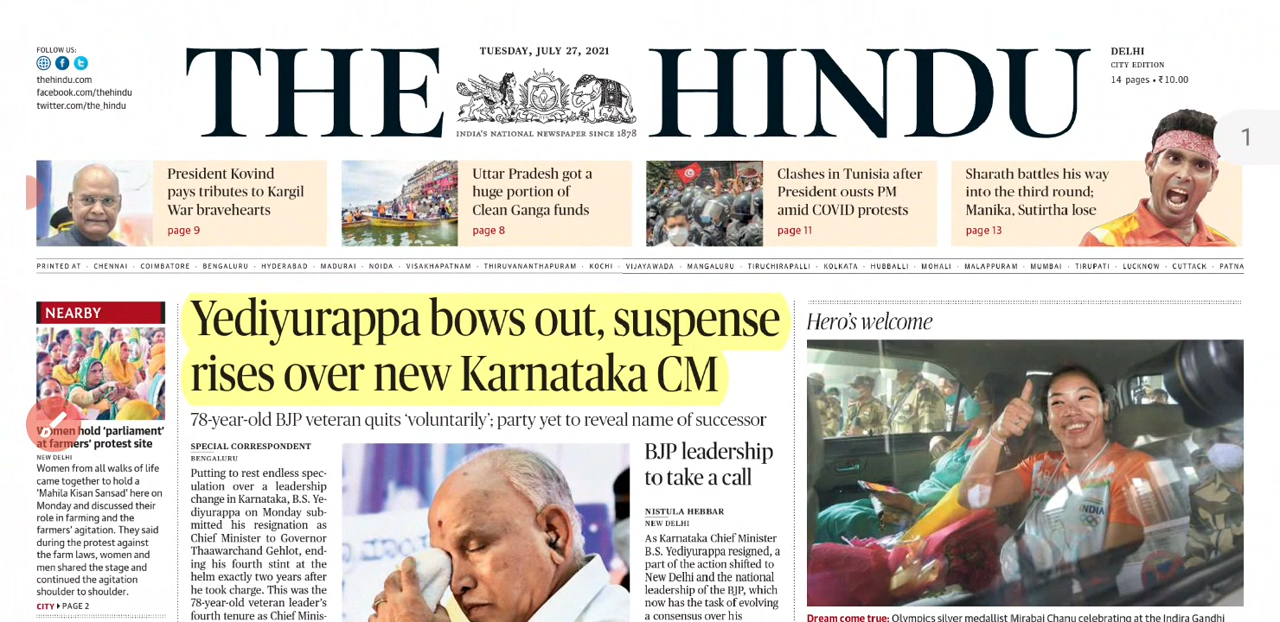 FOLLOW US:
thehindu.com
facebook.com/thehindu
twitter.com/the_hindu
THE HINDU
TUESDAY, JULY 27, 2021
INDIA'S NATIONAL NEWSPAPER SINCE 1878
DELHI
CITY EDITION
14 pages • ₹10.00
1
President Kovind
pays tributes to Kargil
War bravehearts
page 9
Uttar Pradesh got a
huge portion of
Clean Ganga funds
page 8
Clashes in Tunisia after
President ousts PM
amid COVID protests
page 11
Sharath battles his way
into the third round;
Manika, Sutirtha lose
page 13
PRINTED AT · CHENNAI · COIMBATORE · BENGALURU · HYDERABAD · MADURAI · NOIDA · VISAKHAPATNAM · THIRUVANANTHAPURAM · KOCHI · VIJAYAWADA · MANGALURU · TIRUCHIRAPALLI · KOLKATA · HUBBALLI · MOHALI · MALAPPURAM · MUMBAI · TIRUPATI · LUCKNOW · CUTTACK · PATNA
NEARBY
Women hold 'parliament'
at farmers' protest site
NEW DELHI
Women from all walks of life
came together to hold a
'Mahila Kisan Sansad' here on
Monday and discussed their
role in farming and the
farmers' agitation. They said
during the protest against
the farm laws, women and
men shared the stage and
continued the agitation
shoulder to shoulder.
CITY PAGE 2
Yediyurappa bows out, suspense
rises over new Karnataka CM
78-year-old BJP veteran quits 'voluntarily'; party yet to reveal name of successor
SPECIAL CORRESPONDENT
BENGALURU
Putting to rest endless spec-
ulation over a leadership
change in Karnataka, B.S. Ye-
diyurappa on Monday sub-
mitted his resignation as
Chief Minister to Governor
Thaawarchand Gehlot, end-
ing his fourth stint at the
helm exactly two years after
he took charge. This was the
78-year-old veteran leader's
fourth tenure as Chief Minis-
BJP leadership
to take a call
NISTULA HEBBAR
NEW DELHI
As Karnataka Chief Minister
B.S. Yediyurappa resigned, a
part of the action shifted to
New Delhi and the national
leadership of the BJP, which
now has the task of evolving
a consensus over his
Hero's welcome
INDIA
Dream come true: Olympics silver medallist Mirabai Chanu celebrating at the Indira Gandhi